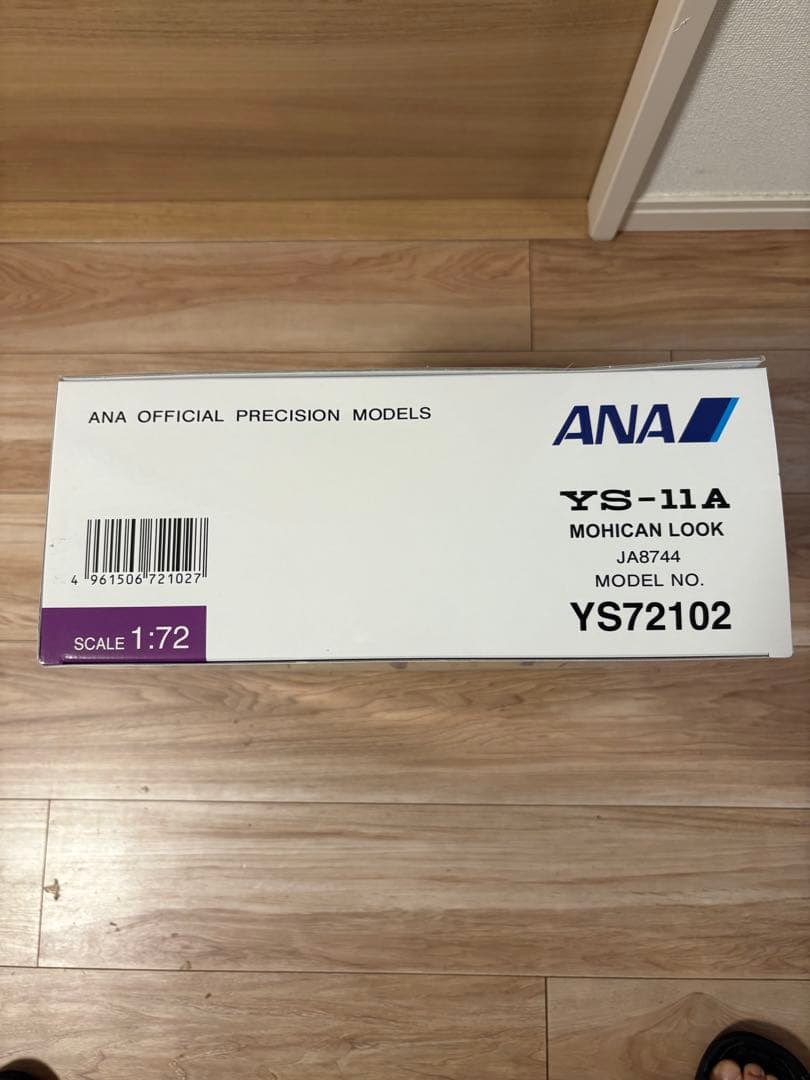 ANA OFFICIAL PRECISION MODELS
ANA
YS-11A
MOHICAN LOOK
JA8744
MODEL NO.
YS72102
4 961506 721027
SCALE 1:72